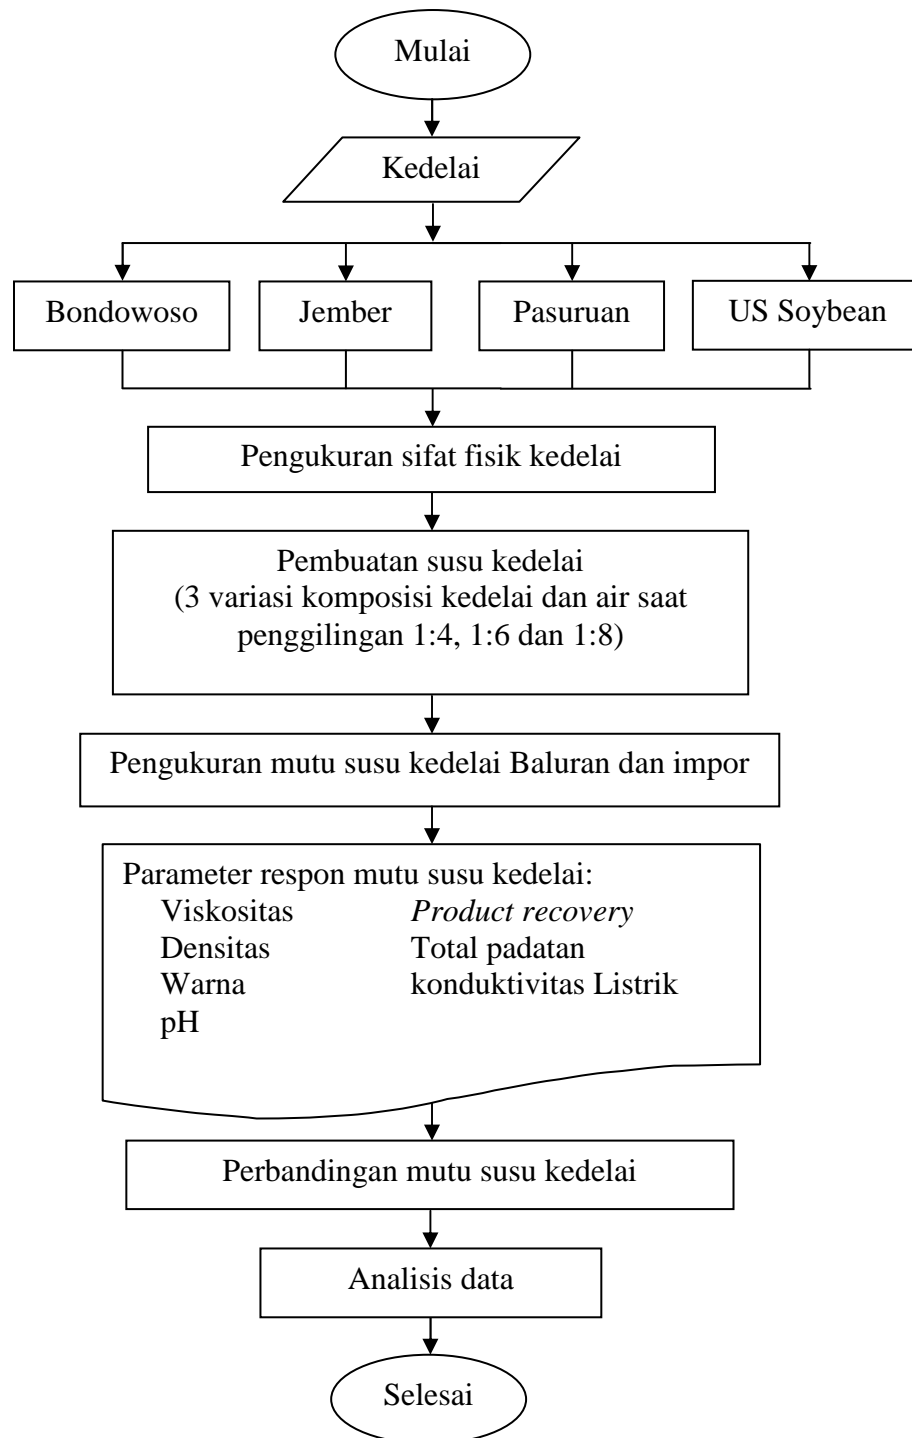 Mulai
Kedelai
Bondowoso
Jember
Pasuruan
US Soybean
Pengukuran sifat fisik kedelai
Pembuatan susu kedelai
(3 variasi komposisi kedelai dan air saat
penggilingan 1:4, 1:6 dan 1:8)
Pengukuran mutu susu kedelai Baluran dan impor
Parameter respon mutu susu kedelai:
Viskositas Product recovery
Densitas Total padatan
Warna konduktivitas Listrik
pH
Perbandingan mutu susu kedelai
Analisis data
Selesai